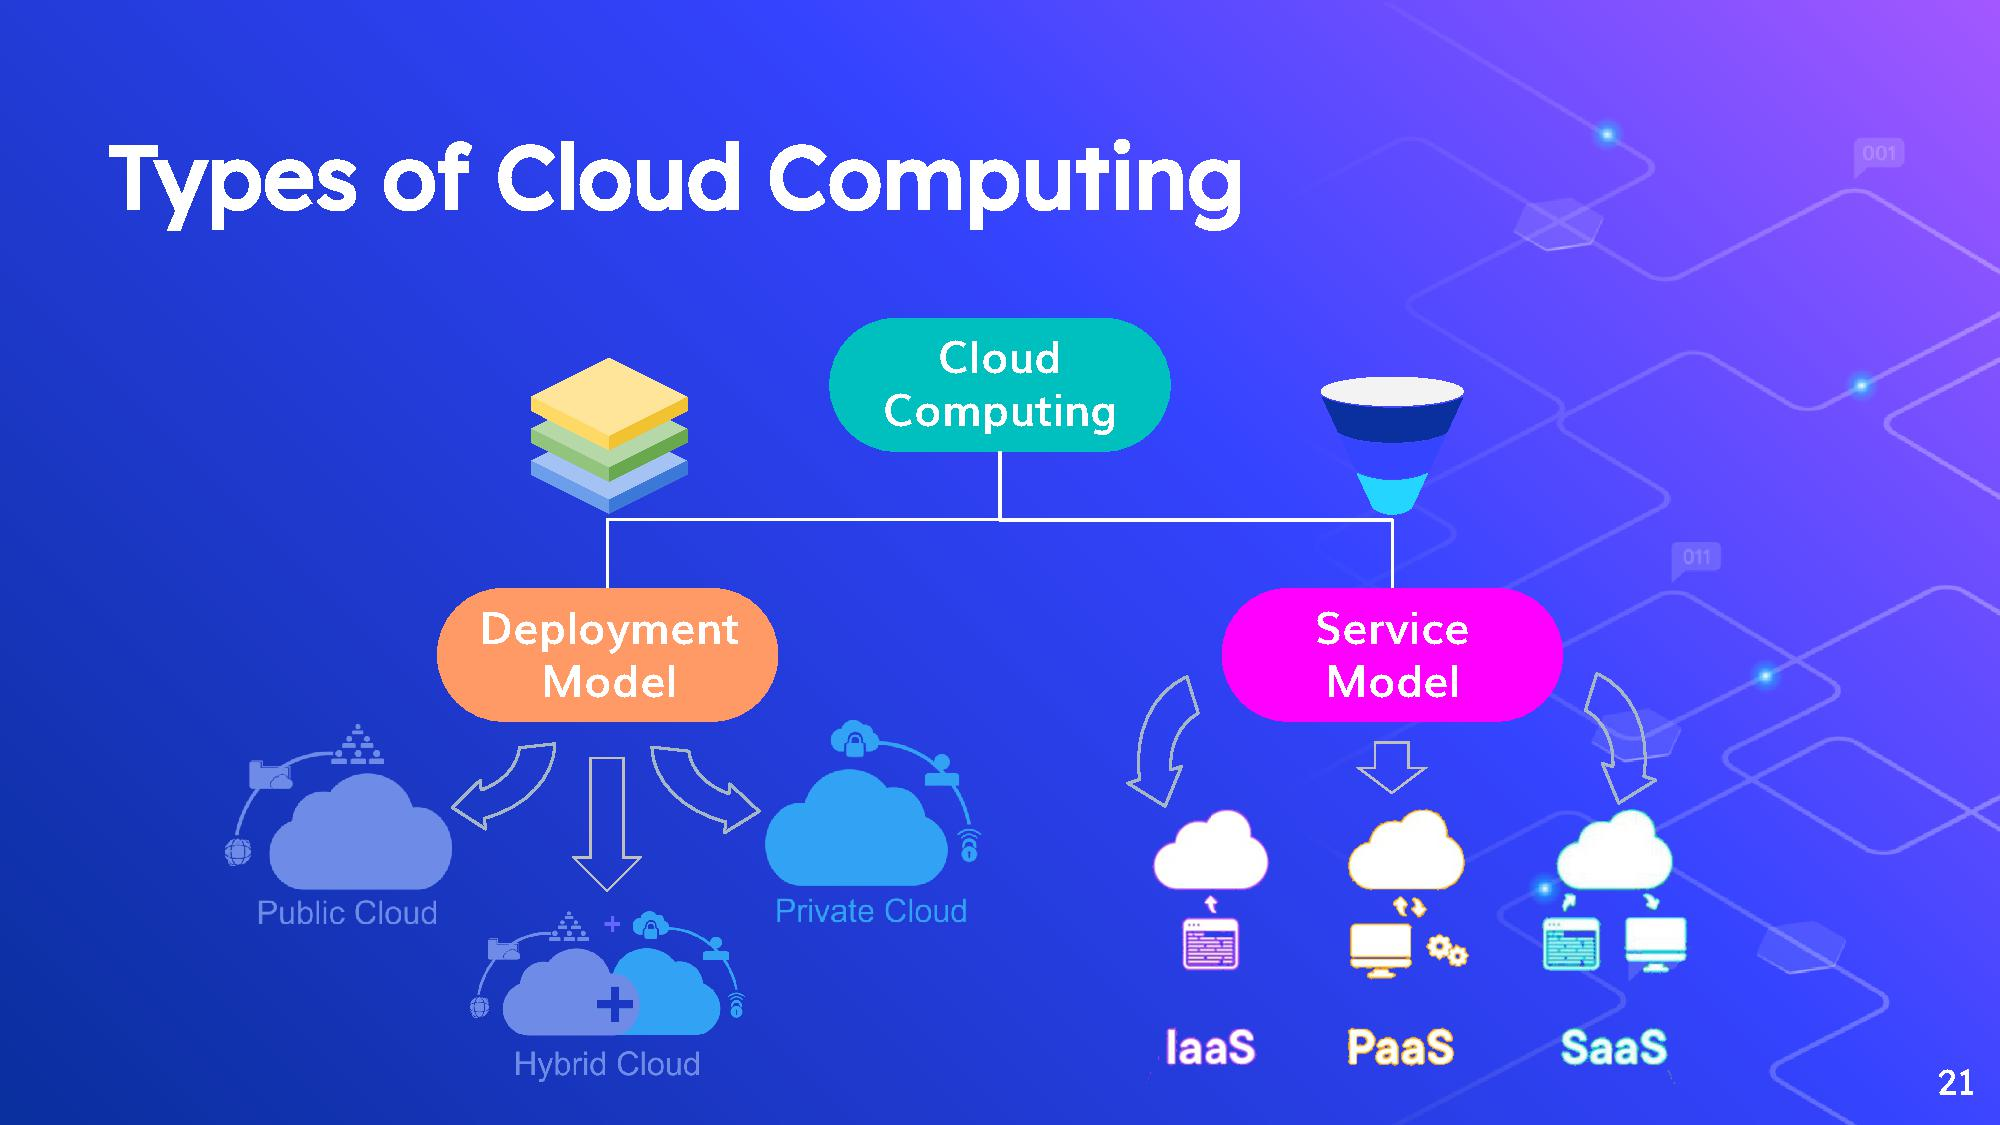 Types of Cloud Computing
001
Cloud
Computing
011
Deployment
Model
Service
Model
Public Cloud
Private Cloud
Hybrid Cloud
IaaS
PaaS
SaaS
21